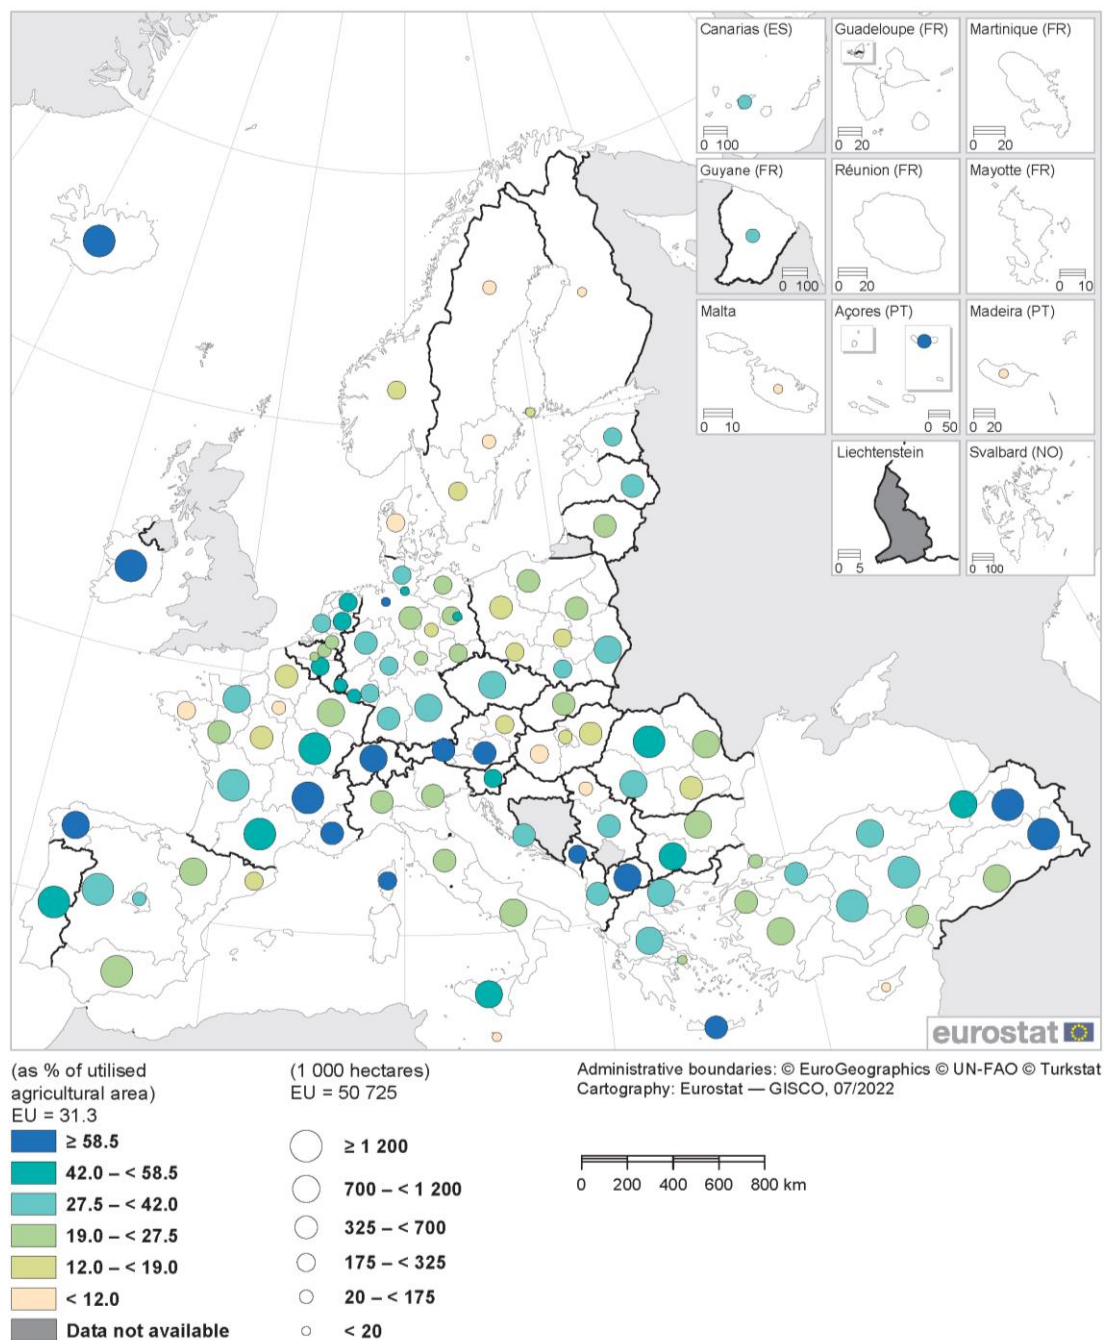 Canarias (ES)
0 100
Guadeloupe (FR)
0 20
Martinique (FR)
0 20
Guyane (FR)
0 100
Réunion (FR)
0 20
Mayotte (FR)
0 10
Malta
0 10
Açores (PT)
0 50
Madeira (PT)
0 20
Liechtenstein
0 5
Svalbard (NO)
0 100
eurostat
(as % of utilised
agricultural area)
EU = 31.3
≥ 58.5
42.0 – < 58.5
27.5 – < 42.0
19.0 – < 27.5
12.0 – < 19.0
< 12.0
Data not available
(1 000 hectares)
EU = 50 725
≥ 1 200
700 – < 1 200
325 – < 700
175 – < 325
20 – < 175
< 20
Administrative boundaries: © EuroGeographics © UN-FAO © Turkstat
Cartography: Eurostat — GISCO, 07/2022
0 200 400 600 800 km